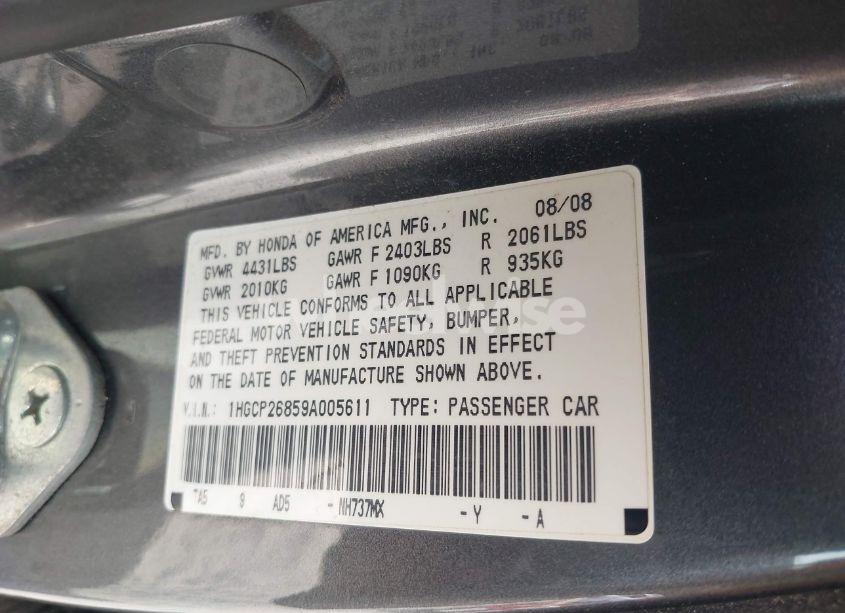 MFD. BY HONDA OF AMERICA MFG., INC. 08/08
GVWR 4431LBS GAWR F 2403LBS R 2061LBS
GVWR 2010KG GAWR F 1090KG R 935KG
THIS VEHICLE CONFORMS TO ALL APPLICABLE
FEDERAL MOTOR VEHICLE SAFETY, BUMPER,
AND THEFT PREVENTION STANDARDS IN EFFECT
ON THE DATE OF MANUFACTURE SHOWN ABOVE.
V.I.N.: 1HGCP26859A005611 TYPE: PASSENGER CAR
TA5 9 AD5 - NH737MX - Y - A